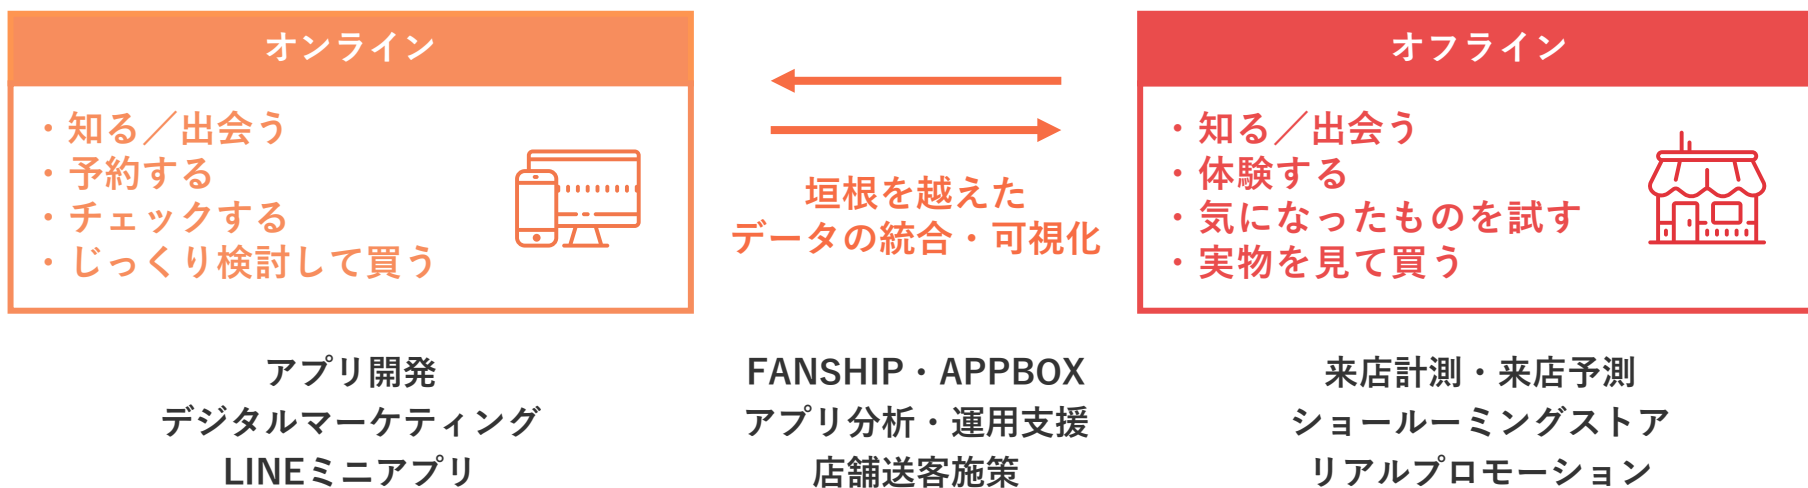 オンライン
・知る／出会う
・予約する
・チェックする
・じっくり検討して買う
垣根を越えた
データの統合・可視化
オフライン
・知る／出会う
・体験する
・気になったものを試す
・実物を見て買う
アプリ開発
デジタルマーケティング
LINEミニアプリ
FANSHIP・APPBOX
アプリ分析・運用支援
店舗送客施策
来店計測・来店予測
ショールーミングストア
リアルプロモーション